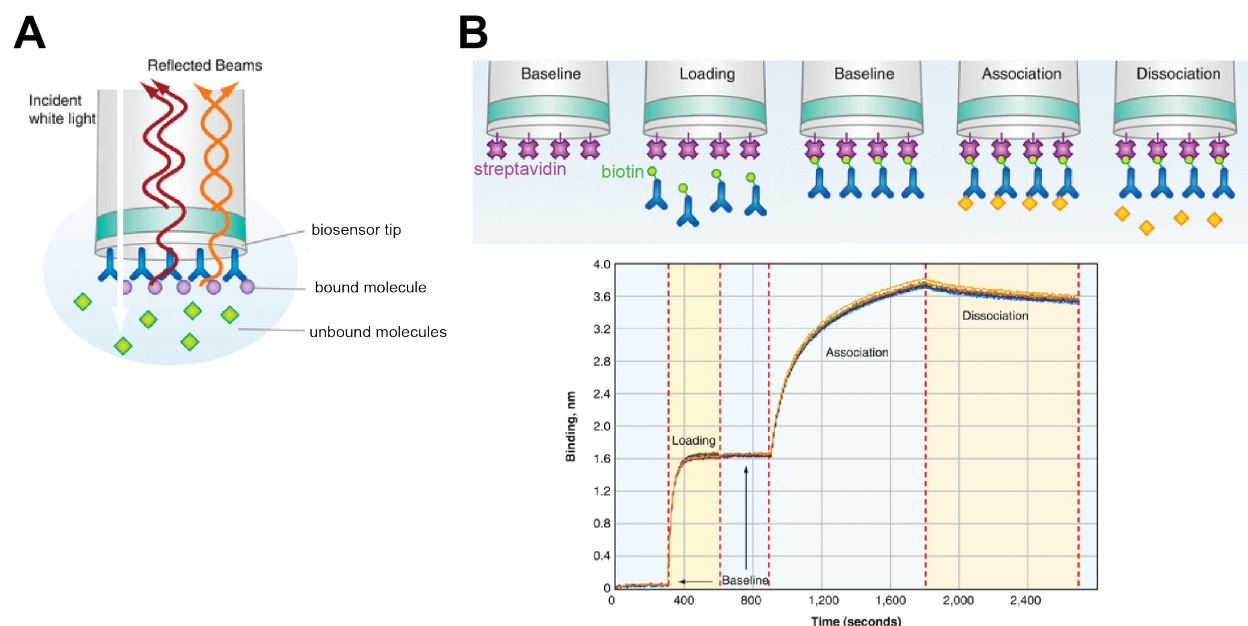 A
Reflected Beams
Incident
white light
biosensor tip
bound molecule
unbound molecules
B
Baseline
Loading
Baseline
Association
Dissociation
streptavidin
biotin
4.0
3.6
3.2
2.8
2.4
2.0
1.6
1.2
0.8
0.4
0
Binding, nm
Loading
Baseline
Association
Dissociation
0
400
800
1,200
1,600
2,000
2,400
Time (seconds)